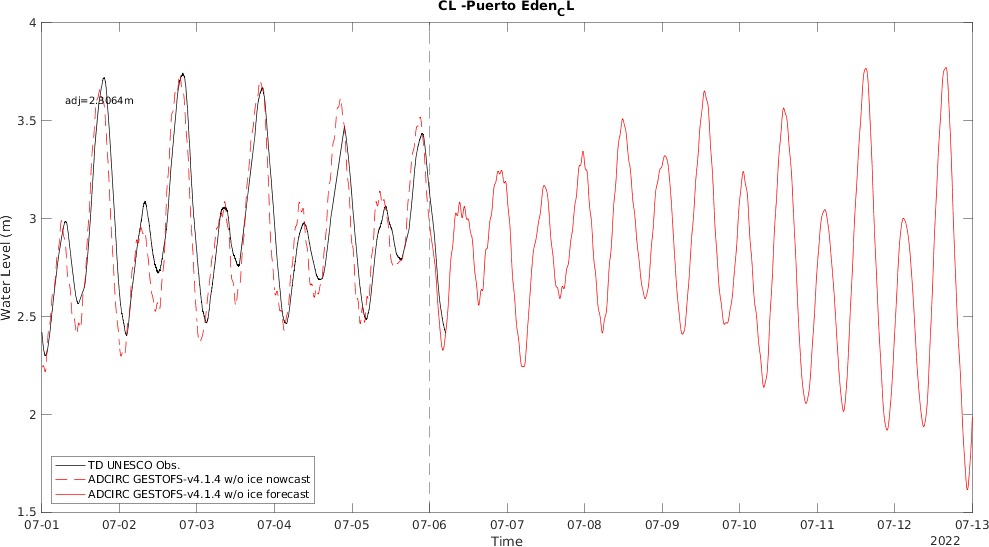 CL -Puerto EdenCL
adj=2.3064m
Water Level (m)
4
3.5
3
2.5
2
1.5
TD UNESCO Obs.
ADCIRC GESTOFS-v4.1.4 w/o ice nowcast
ADCIRC GESTOFS-v4.1.4 w/o ice forecast
07-01 07-02 07-03 07-04 07-05 07-06 07-07 07-08 07-09 07-10 07-11 07-12 07-13
Time
2022